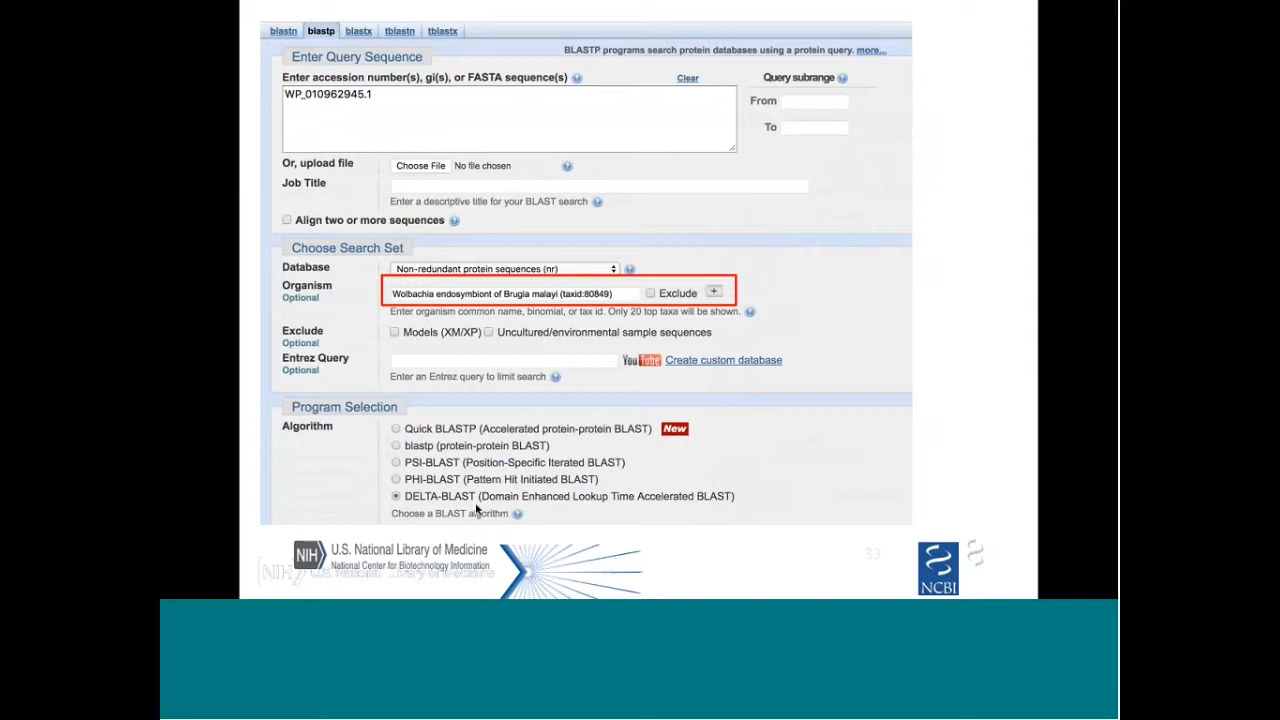 blastn blastp blastx tblastn tblastx
BLASTP programs search protein databases using a protein query. more...
Enter Query Sequence
Enter accession number(s), gi(s), or FASTA sequence(s) Clear Query subrange
WP_010962945.1
From
To
Or, upload file Choose File No file chosen
Job Title
Enter a descriptive title for your BLAST search
Align two or more sequences
Choose Search Set
Database Non-redundant protein sequences (nr)
Organism
Optional
Wolbachia endosymbiont of Brugia malayi (taxid:80849) Exclude +
Enter organism common name, binomial, or tax id. Only 20 top taxa will be shown.
Exclude Models (XM/XP) Uncultured/environmental sample sequences
Optional
Entrez Query YouTube Create custom database
Optional
Enter an Entrez query to limit search
Program Selection
Algorithm
Quick BLASTP (Accelerated protein-protein BLAST) New
blastp (protein-protein BLAST)
PSI-BLAST (Position-Specific Iterated BLAST)
PHI-BLAST (Pattern Hit Initiated BLAST)
DELTA-BLAST (Domain Enhanced Lookup Time Accelerated BLAST)
Choose a BLAST algorithm
NIH U.S. National Library of Medicine
National Center for Biotechnology Information
33
NCBI